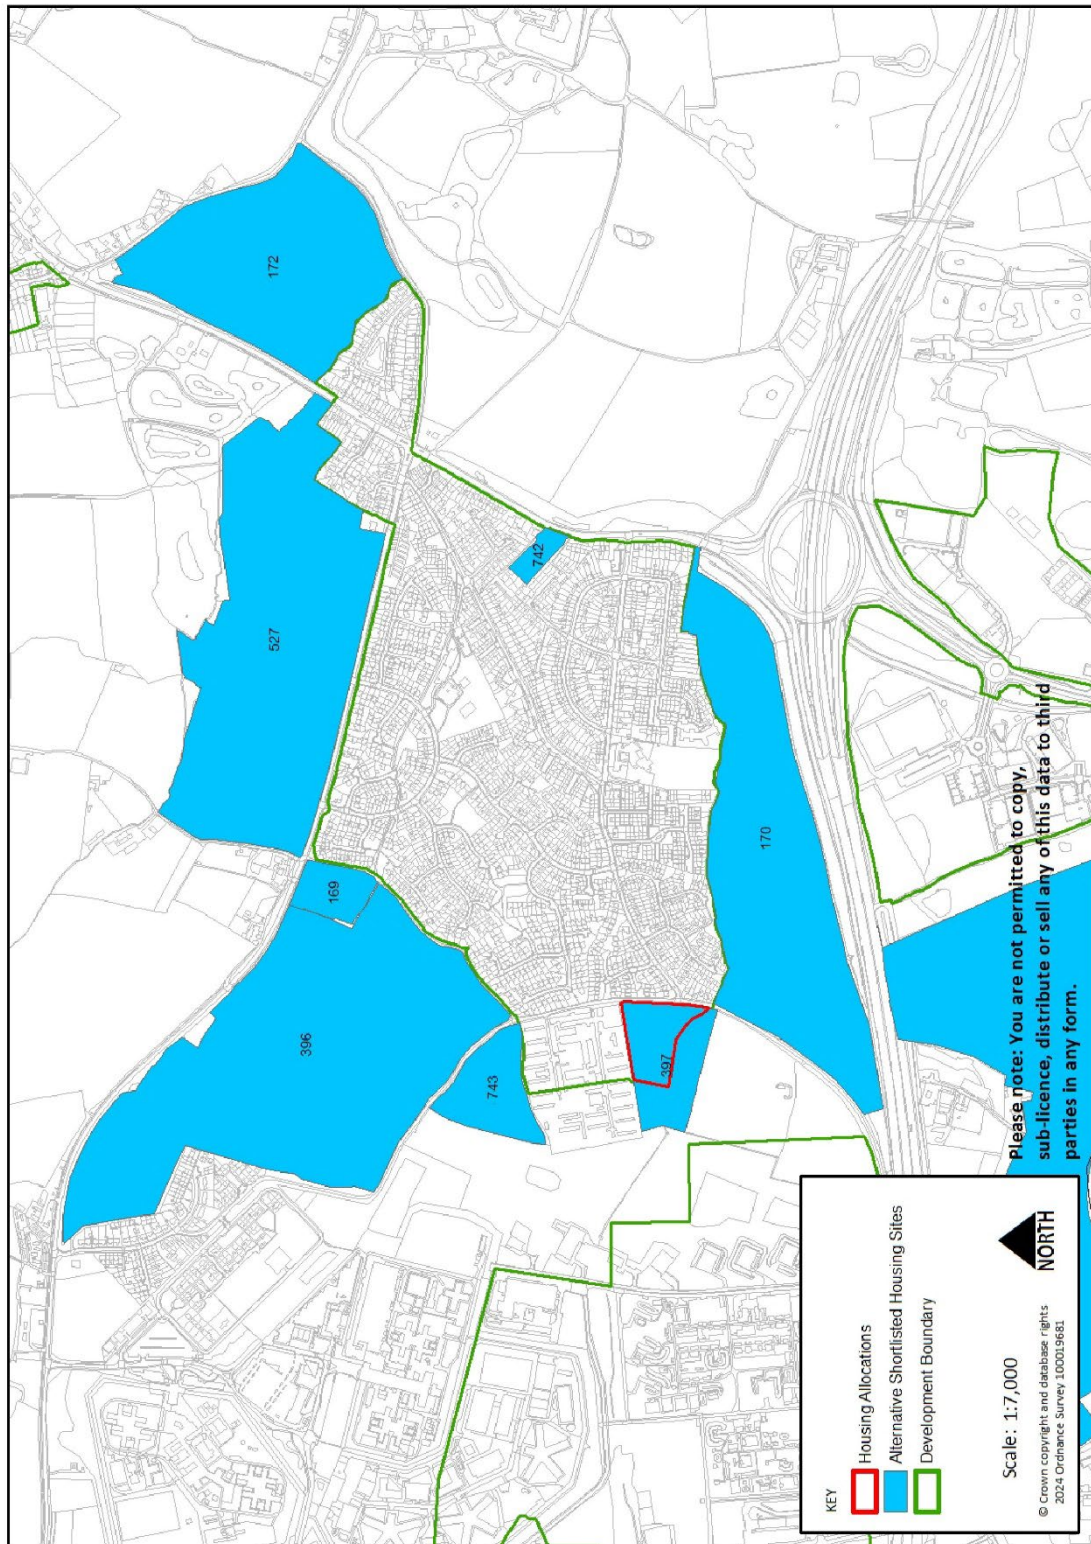 172
527
742
169
170
396
743
397
Please note: You are not permitted to copy,
sub-licence, distribute or sell any of this data to third
parties in any form.
KEY
Housing Allocations
Alternative Shortlisted Housing Sites
Development Boundary
Scale: 1:7,000
NORTH
© Crown copyright and database rights
2024 Ordnance Survey 100019681